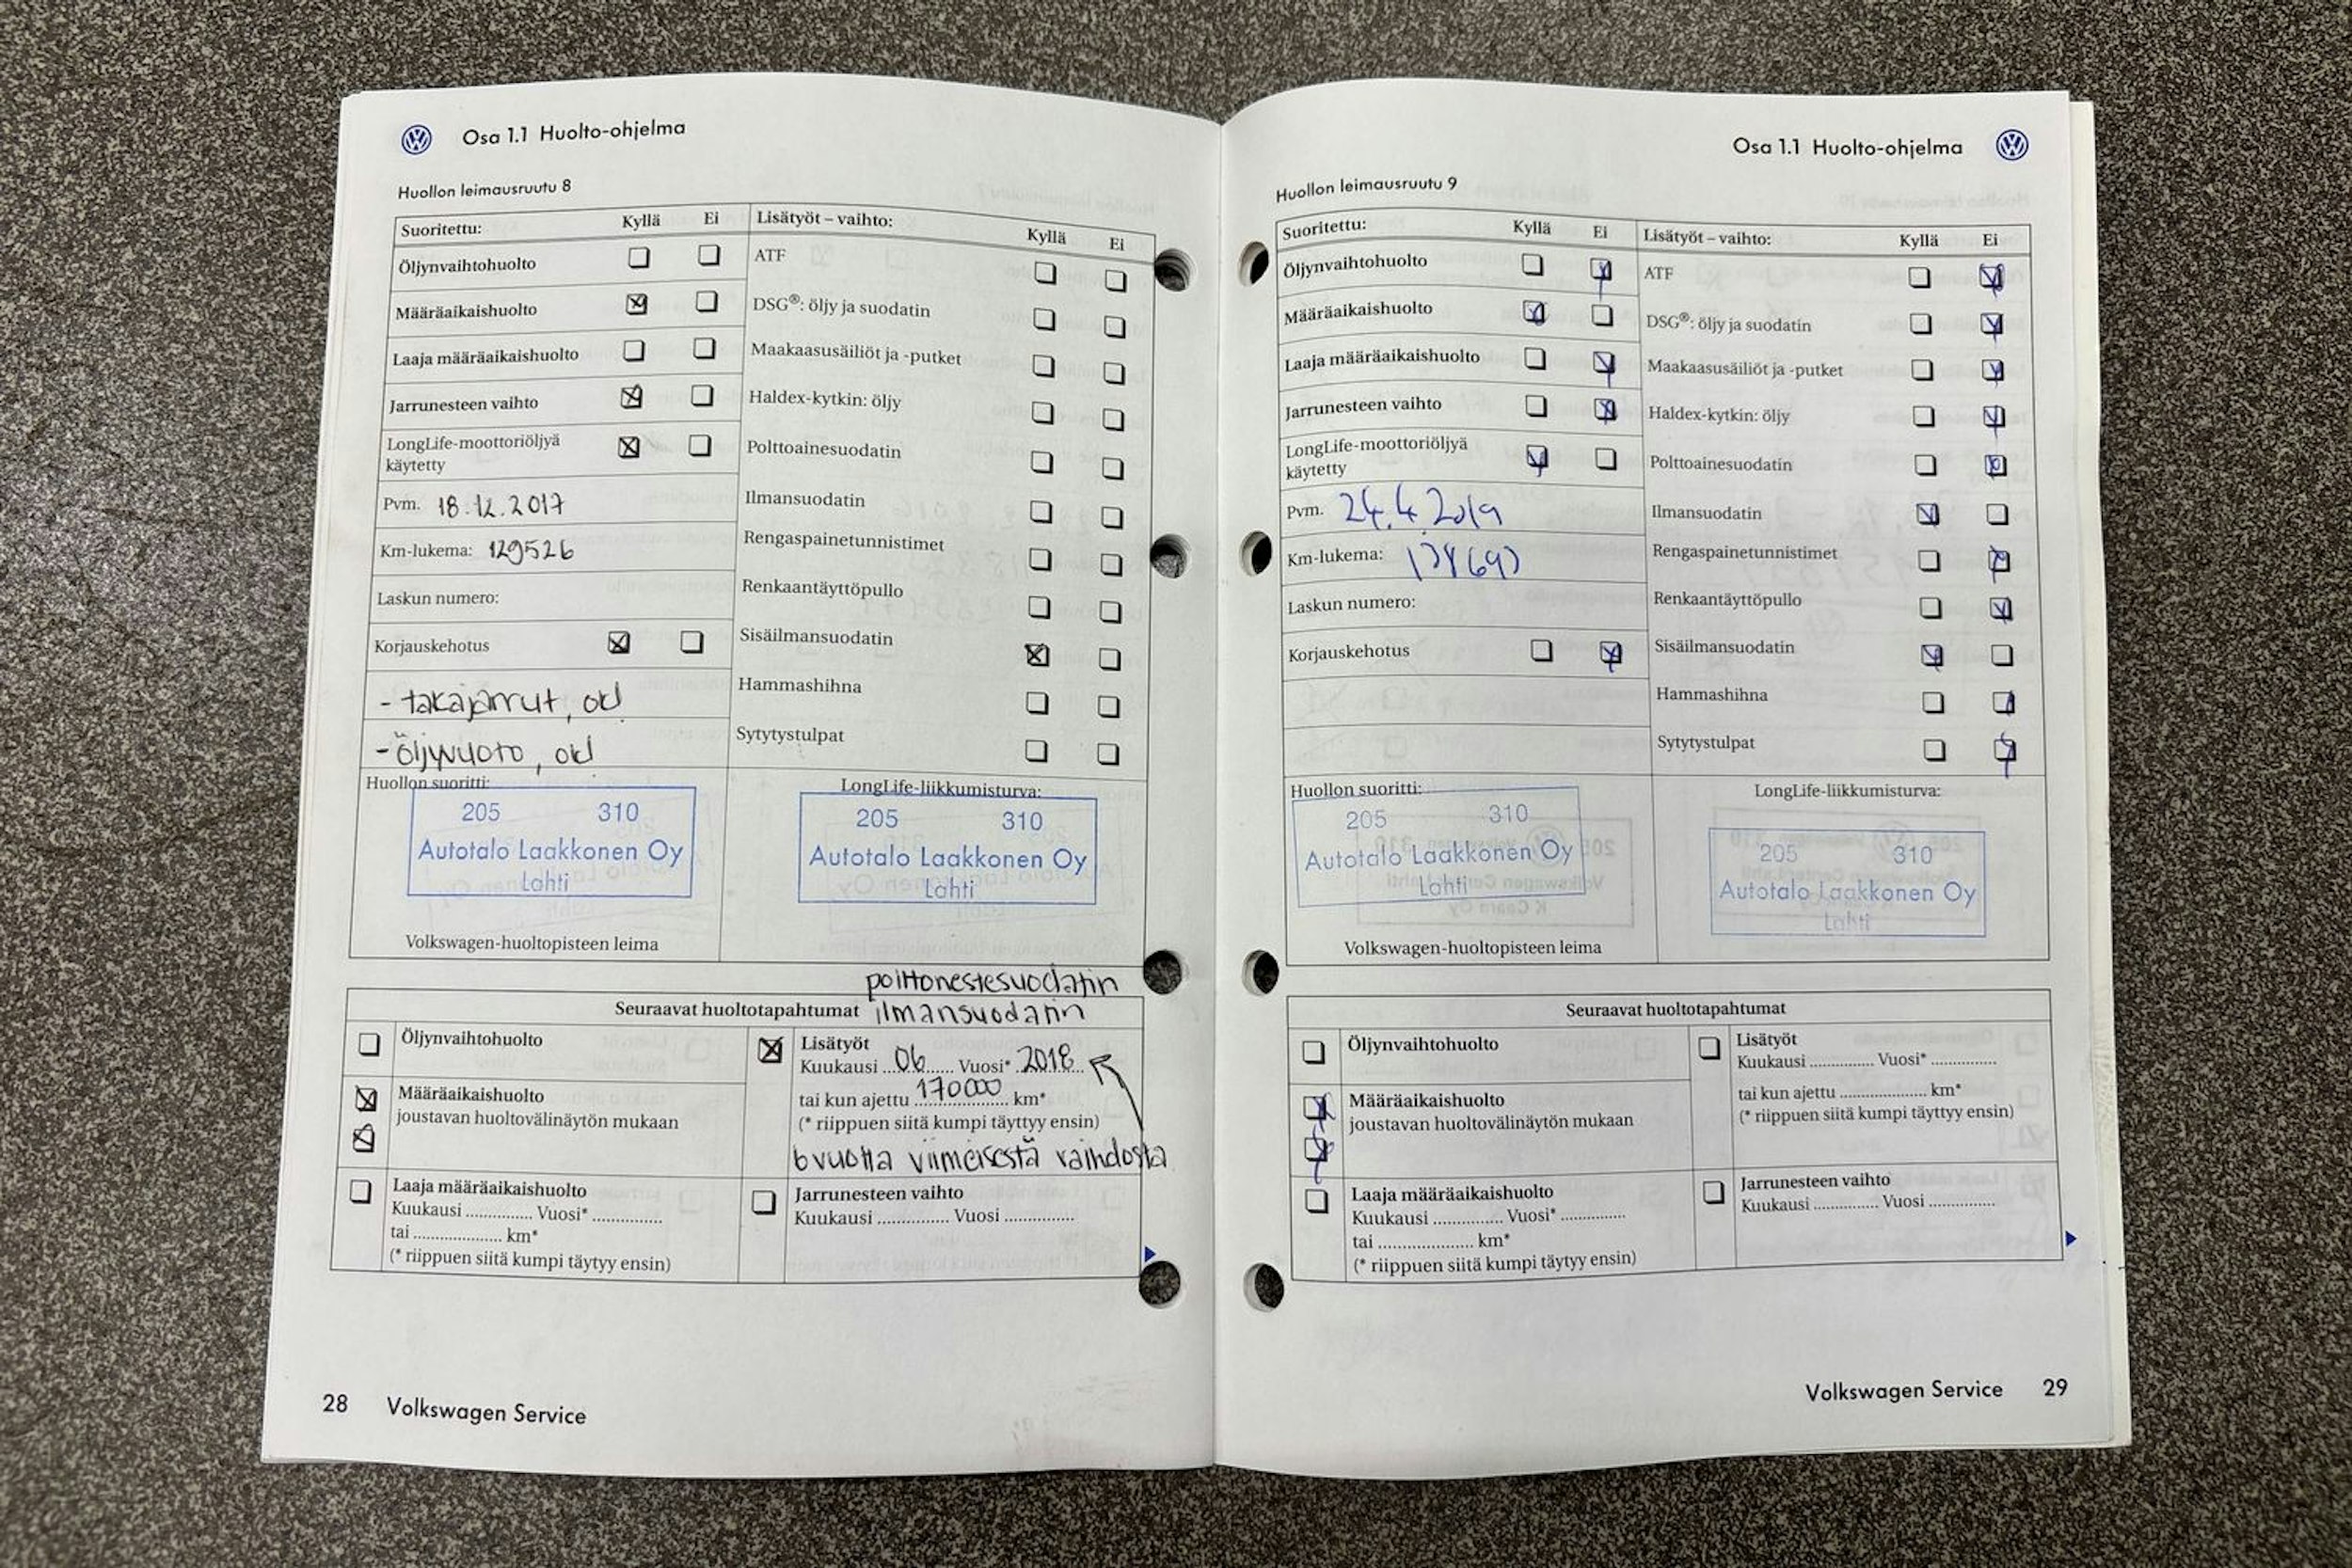 Osa 1.1 Huolto-ohjelma
Huollon leimausruutu 8
Suoritettu: Kyllä Ei
Öljynvaihtohuolto
Määräaikaishuolto
Laaja määräaikaishuolto
Jarrunesteen vaihto
LongLife-moottoriöljyä
käytetty
Pvm. 18.12.2017
Km-lukema: 129526
Laskun numero:
Korjauskehotus
- takajarrut, okl
- öljyvuoto, okl
Lisätyöt – vaihto: Kyllä Ei
ATF
DSG®: öljy ja suodatin
Maakaasusäiliöt ja -putket
Haldex-kytkin: öljy
Polttoainesuodatin
Ilmansuodatin
Rengaspainetunnistimet
Renkaantäyttöpullo
Sisäilmansuodatin
Hammashihna
Sytytystulpat
Huollon suoritti:
205 310
Autotalo Laakkonen Oy
Lahti
Volkswagen-huoltopisteen leima
LongLife-liikkumisturva:
205 310
Autotalo Laakkonen Oy
Lahti
polttonestesuodatin
ilmansuodatin
Seuraavat huoltotapahtumat
Öljynvaihtohuolto
Määräaikaishuolto
joustavan huoltovälinäytön mukaan
Laaja määräaikaishuolto
Kuukausi .............. Vuosi* ..............
tai .................... km*
(* riippuen siitä kumpi täytyy ensin)
Lisätyöt
Kuukausi ..06...... Vuosi* .2018..
tai kun ajettu 170000 km*
(* riippuen siitä kumpi täyttyy ensin)
6 vuotta viimeisestä vaihdosta
Jarrunesteen vaihto
Kuukausi ............... Vuosi ...............
28 Volkswagen Service
Osa 1.1 Huolto-ohjelma
Huollon leimausruutu 9
Suoritettu: Kyllä Ei
Öljynvaihtohuolto
Määräaikaishuolto
Laaja määräaikaishuolto
Jarrunesteen vaihto
LongLife-moottoriöljyä
käytetty
Pvm. 24.4.2019
Km-lukema:
Laskun numero:
Korjauskehotus
Lisätyöt – vaihto: Kyllä Ei
ATF
DSG®: öljy ja suodatin
Maakaasusäiliöt ja -putket
Haldex-kytkin: öljy
Polttoainesuodatin
Ilmansuodatin
Rengaspainetunnistimet
Renkaantäyttöpullo
Sisäilmansuodatin
Hammashihna
Sytytystulpat
Huollon suoritti:
205 310
Autotalo Laakkonen Oy
Lahti
Volkswagen-huoltopisteen leima
LongLife-liikkumisturva:
205 310
Autotalo Laakkonen Oy
Lahti
Seuraavat huoltotapahtumat
Öljynvaihtohuolto
Määräaikaishuolto
joustavan huoltovälinäytön mukaan
Laaja määräaikaishuolto
Kuukausi .............. Vuosi* ..............
tai .................... km*
(* riippuen siitä kumpi täytyy ensin)
Lisätyöt
Kuukausi .............. Vuosi* ..............
tai kun ajettu .................... km*
(* riippuen siitä kumpi täyttyy ensin)
Jarrunesteen vaihto
Kuukausi .............. Vuosi ..............
Volkswagen Service 29